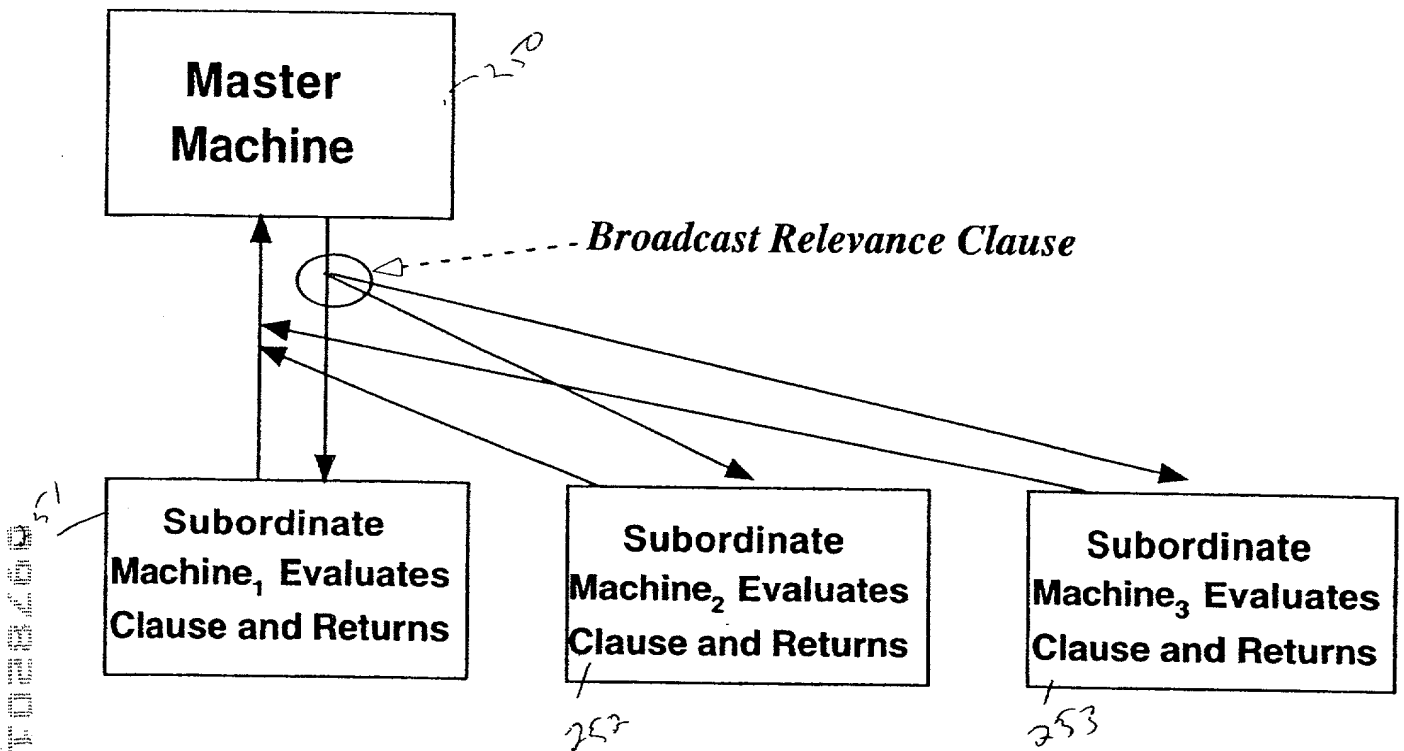 Master
Machine
250
Broadcast Relevance Clause
Subordinate
Machine₁ Evaluates
Clause and Returns
Subordinate
Machine₂ Evaluates
Clause and Returns
Subordinate
Machine₃ Evaluates
Clause and Returns
252
253